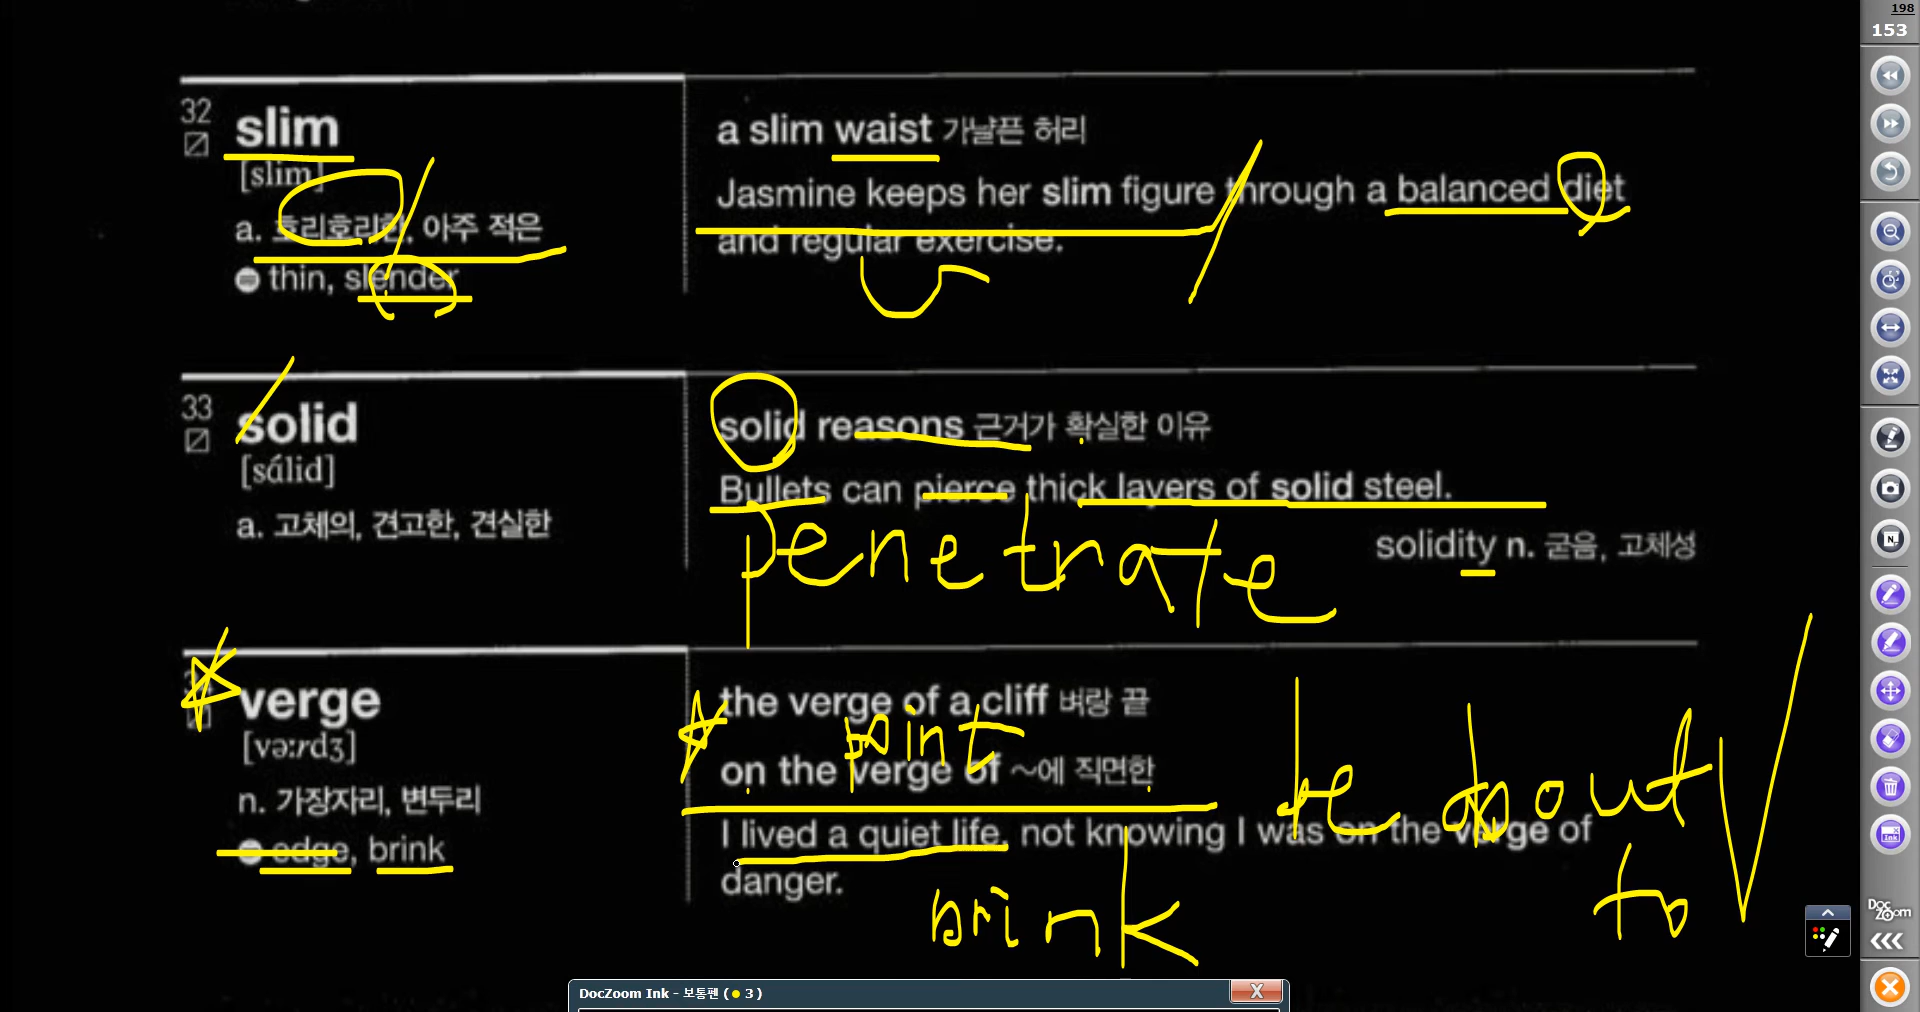 198
153
32
slim
[slim]
a. 호리호리한, 아주 적은
thin, slender
a slim waist 가냘픈 허리
Jasmine keeps her slim figure through a balanced diet
and regular exercise.
33
solid
[sálid]
a. 고체의, 견고한, 견실한
solid reasons 근거가 확실한 이유
Bullets can pierce thick layers of solid steel.
penetrate
solidity n. 굳음, 고체성
verge
[vəːrdʒ]
n. 가장자리, 변두리
edge, brink
the verge of a cliff 벼랑 끝
point
on the verge of ~에 직면한
be about
to
I lived a quiet life, not knowing I was on the verge of
danger.
brink
DocZoom
DocZoom Ink - 보통펜 ( 3 )